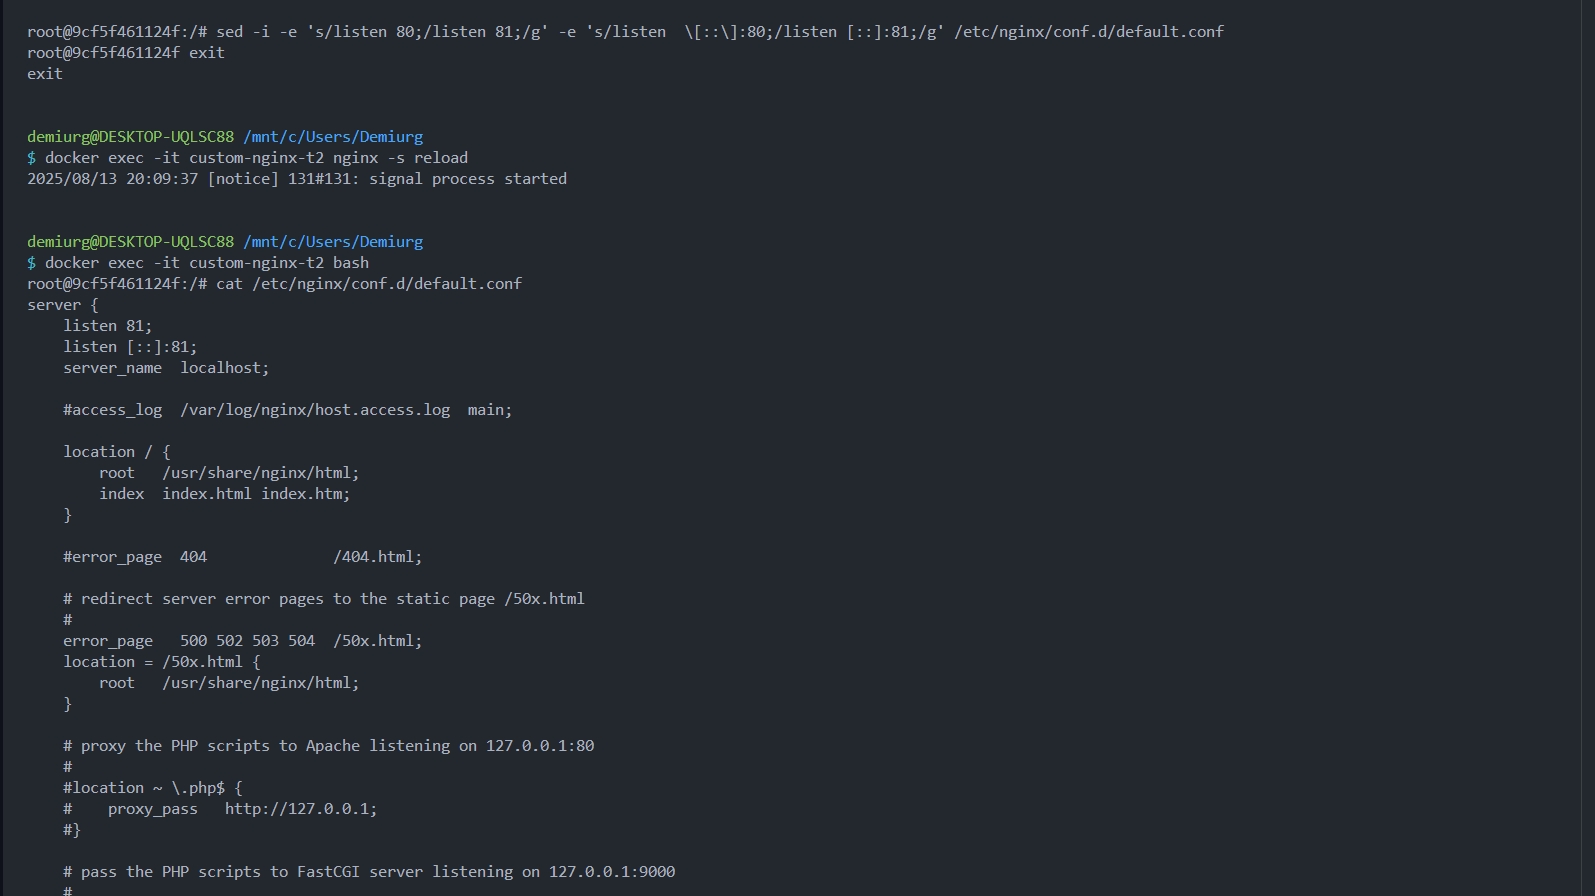 root@9cf5f461124f:/# sed -i -e 's/listen 80;/listen 81;/g' -e 's/listen  \[::\]:80;/listen [::]:81;/g' /etc/nginx/conf.d/default.conf
root@9cf5f461124f exit
exit
demiurg@DESKTOP-UQLSC88 /mnt/c/Users/Demiurg
$ docker exec -it custom-nginx-t2 nginx -s reload
2025/08/13 20:09:37 [notice] 131#131: signal process started
demiurg@DESKTOP-UQLSC88 /mnt/c/Users/Demiurg
$ docker exec -it custom-nginx-t2 bash
root@9cf5f461124f:/# cat /etc/nginx/conf.d/default.conf
server {
    listen 81;
    listen [::]:81;
    server_name  localhost;
    #access_log  /var/log/nginx/host.access.log  main;
    location / {
        root   /usr/share/nginx/html;
        index  index.html index.htm;
    }
    #error_page  404              /404.html;
    # redirect server error pages to the static page /50x.html
    #
    error_page   500 502 503 504  /50x.html;
    location = /50x.html {
        root   /usr/share/nginx/html;
    }
    # proxy the PHP scripts to Apache listening on 127.0.0.1:80
    #
    #location ~ \.php$ {
    #    proxy_pass   http://127.0.0.1;
    #}
    # pass the PHP scripts to FastCGI server listening on 127.0.0.1:9000
    #